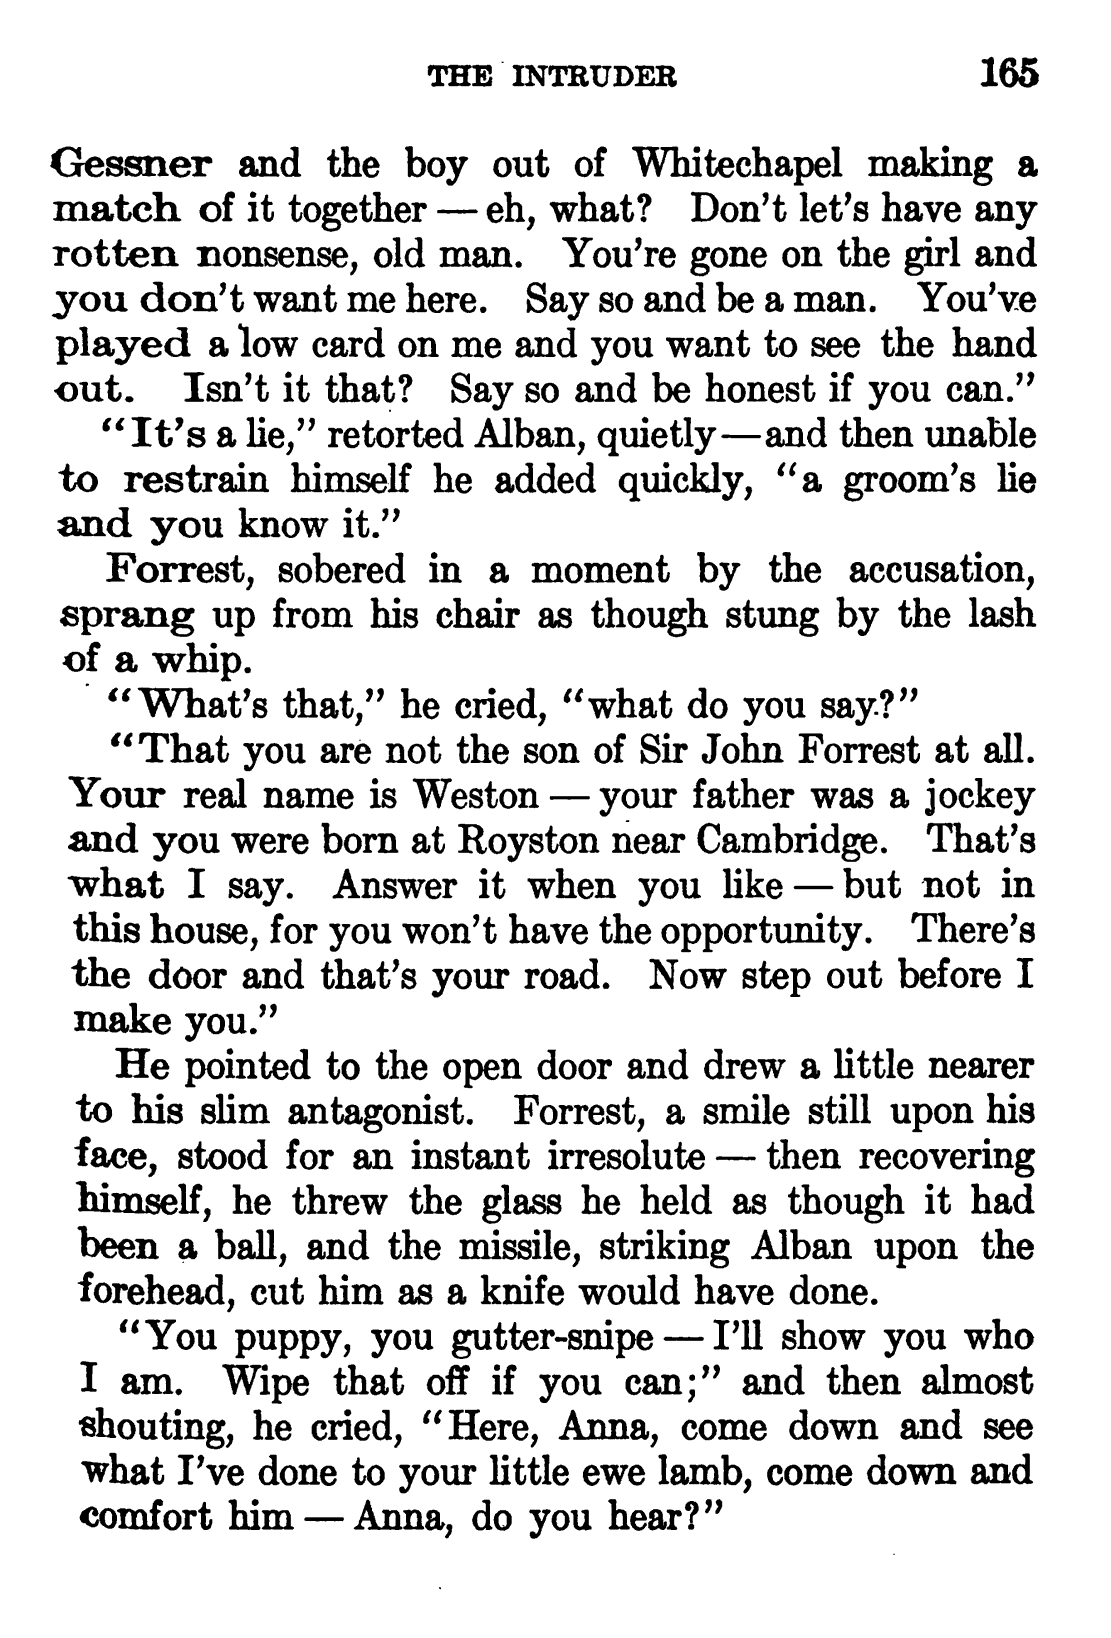 THE INTRUDER 165
Gessner and the boy out of Whitechapel making a
match of it together — eh, what? Don't let's have any
rotten nonsense, old man. You're gone on the girl and
you don't want me here. Say so and be a man. You've
played a low card on me and you want to see the hand
out. Isn't it that? Say so and be honest if you can."
"It's a lie," retorted Alban, quietly—and then unable
to restrain himself he added quickly, "a groom's lie
and you know it."
Forrest, sobered in a moment by the accusation,
sprang up from his chair as though stung by the lash
of a whip.
"What's that," he cried, "what do you say?"
"That you are not the son of Sir John Forrest at all.
Your real name is Weston — your father was a jockey
and you were born at Royston near Cambridge. That's
what I say. Answer it when you like — but not in
this house, for you won't have the opportunity. There's
the door and that's your road. Now step out before I
make you."
He pointed to the open door and drew a little nearer
to his slim antagonist. Forrest, a smile still upon his
face, stood for an instant irresolute — then recovering
himself, he threw the glass he held as though it had
been a ball, and the missile, striking Alban upon the
forehead, cut him as a knife would have done.
"You puppy, you gutter-snipe — I'll show you who
I am. Wipe that off if you can;" and then almost
shouting, he cried, "Here, Anna, come down and see
what I've done to your little ewe lamb, come down and
comfort him — Anna, do you hear?"